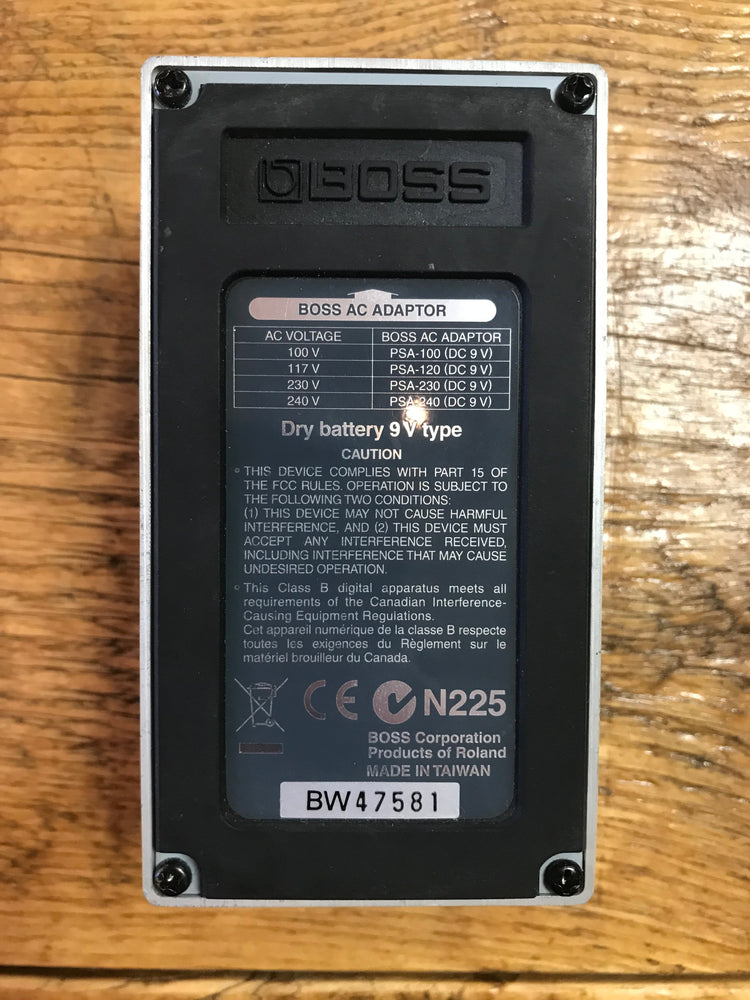 BOSS
BOSS AC ADAPTOR
AC VOLTAGE BOSS AC ADAPTOR
100 V PSA-100 (DC 9 V)
117 V PSA-120 (DC 9 V)
230 V PSA-230 (DC 9 V)
240 V PSA-240 (DC 9 V)
Dry battery 9 V type
CAUTION
THIS DEVICE COMPLIES WITH PART 15 OF
THE FCC RULES. OPERATION IS SUBJECT TO
THE FOLLOWING TWO CONDITIONS:
(1) THIS DEVICE MAY NOT CAUSE HARMFUL
INTERFERENCE, AND (2) THIS DEVICE MUST
ACCEPT ANY INTERFERENCE RECEIVED,
INCLUDING INTERFERENCE THAT MAY CAUSE
UNDESIRED OPERATION.
This Class B digital apparatus meets all
requirements of the Canadian Interference-
Causing Equipment Regulations.
Cet appareil numérique de la classe B respecte
toutes les exigences du Règlement sur le
matériel brouilleur du Canada.
CE N225
BOSS Corporation
Products of Roland
MADE IN TAIWAN
BW47581